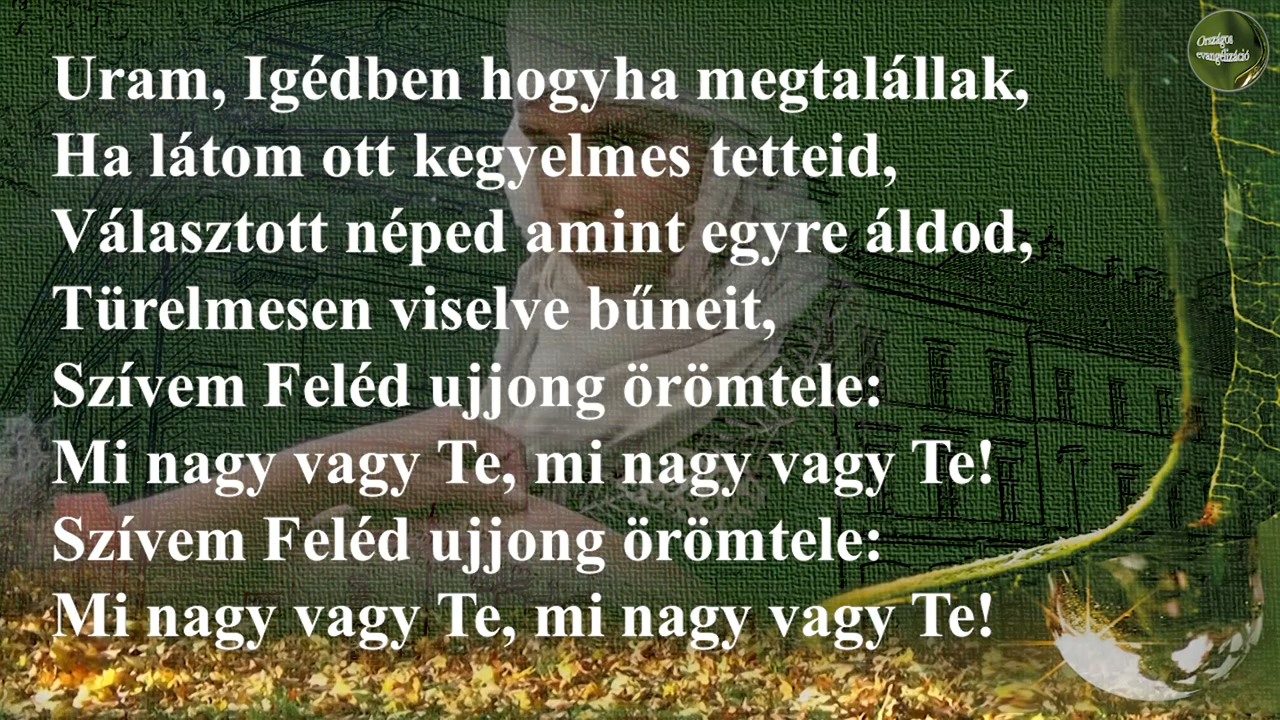 Országos
evangelizáció
Uram, Igédben hogyha megtalállak,
Ha látom ott kegyelmes tetteid,
Választott néped amint egyre áldod,
Türelmesen viselve bűneit,
Szívem Feléd ujjong örömtele:
Mi nagy vagy Te, mi nagy vagy Te!
Szívem Feléd ujjong örömtele:
Mi nagy vagy Te, mi nagy vagy Te!